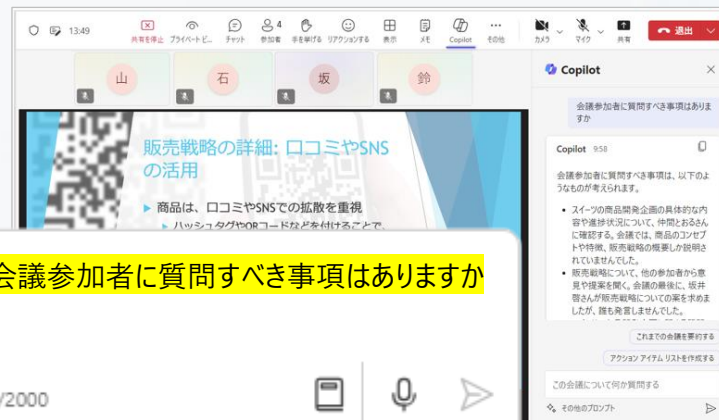 13:49
共有を停止 プライベートビ... チャット 参加者 4 手を挙げる リアクションする 表示 メモ Copilot その他 カメラ マイク 共有 退出
山 石 坂 鈴
販売戦略の詳細: 口コミやSNS
の活用
商品は、口コミやSNSでの拡散を重視
ハッシュタグやQRコードなどを付けることで、
会議参加者に質問すべき事項はありますか
/2000
Copilot
会議参加者に質問すべき事項はありま
すか
Copilot 9:58
会議参加者に質問すべき事項は、以下のよ
うなものが考えられます。
スイーツの商品開発企画の具体的な内
容や進捗状況について、仲間とおるさん
に確認する。会議では、商品のコンセプ
トや特徴、販売戦略の概要しか説明さ
れていませんでした。
販売戦略について、他の参加者から意
見や提案を聞く。会議の最後に、坂井
啓さんが販売戦略についての案を求めま
したが、誰も発言しませんでした。
これまでの会議を要約する
アクション アイテム リストを作成する
この会議について何か質問する
その他のプロンプト